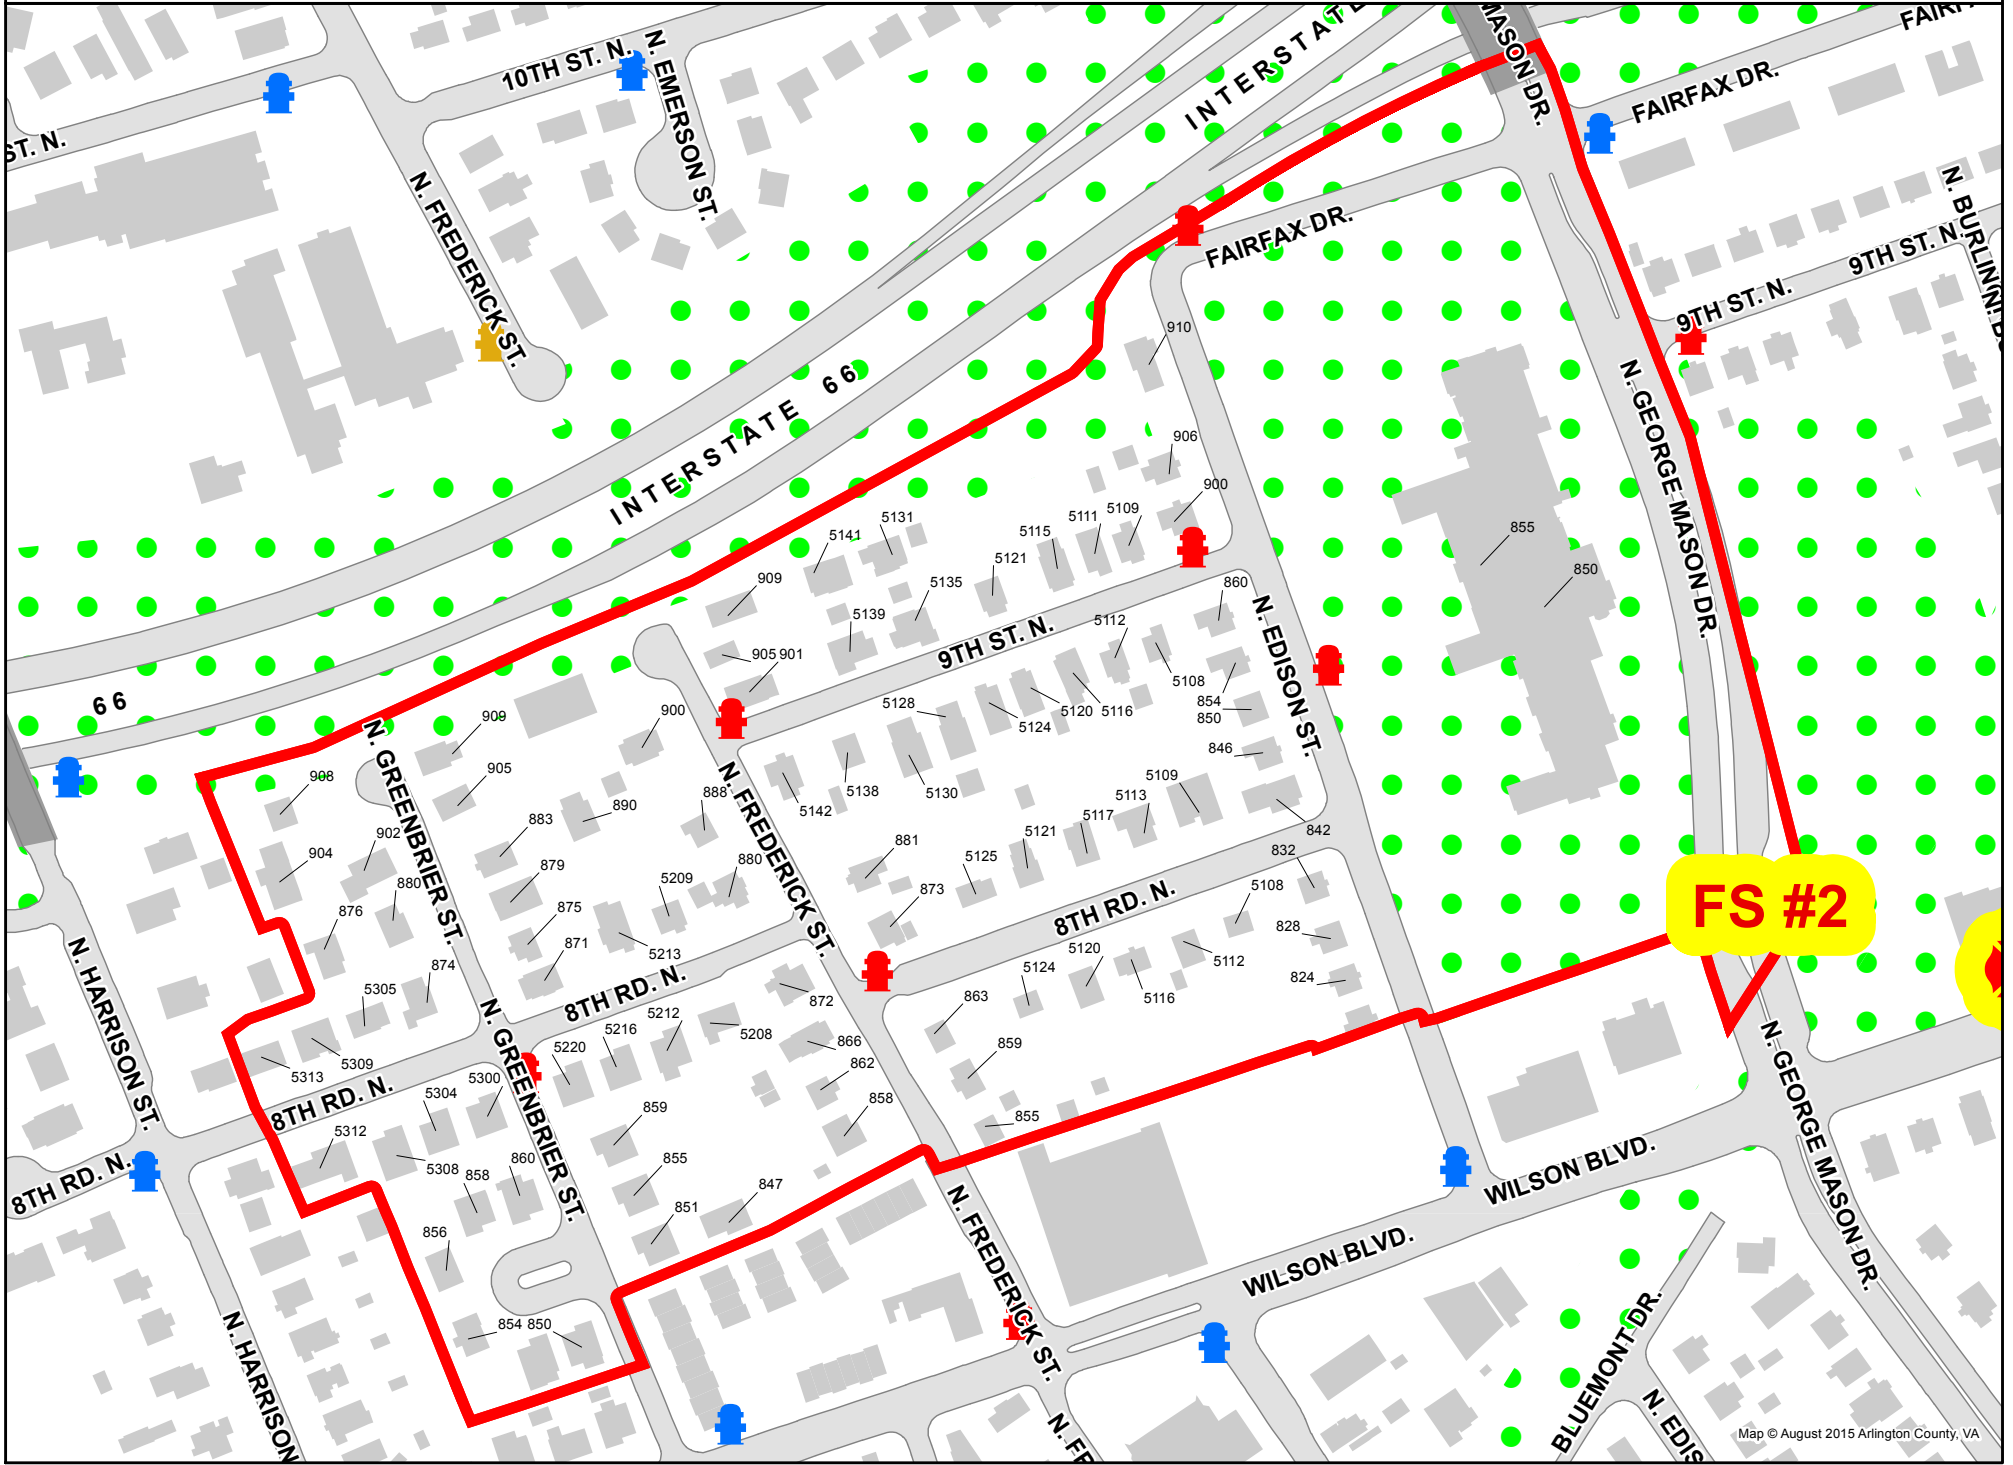 INTERSTATE
MASON DR.
FAIRF
10TH ST. N.
N. EMERSON ST.
FAIRFAX DR.
ST. N.
N. FREDERICK ST.
FAIRFAX DR.
N. BURLIN
9TH ST. N.
9TH ST. N.
910
INTERSTATE 66
N. GEORGE MASON DR.
906
900
5141
5131
5115
5111
5109
855
850
909
5135
5121
860
5139
9TH ST. N.
5112
N. EDISON ST.
905
901
5108
854
850
66
5128
5124
5120
5116
909
900
846
N. GREENBRIER ST.
908
905
N. FREDERICK ST.
5142
5138
5130
5109
5113
5117
842
883
890
888
902
904
879
880
5209
880
881
5125
5121
832
5108
FS #2
876
875
871
5213
873
8TH RD. N.
828
N. HARRISON ST.
874
5305
872
5124
5120
5116
5112
824
N. GREENBRIER ST.
8TH RD. N.
5216
5212
5208
863
866
859
862
N. GEORGE MASON DR.
5313
5309
8TH RD. N.
5304
5300
5220
859
858
855
5312
5308
858
860
8TH RD. N.
855
847
851
856
WILSON BLVD.
N. FREDERICK ST.
WILSON BLVD.
854
850
N. HARRISON
BLUEMONT DR.
N. EDIS
N. FR
Map © August 2015 Arlington County, VA